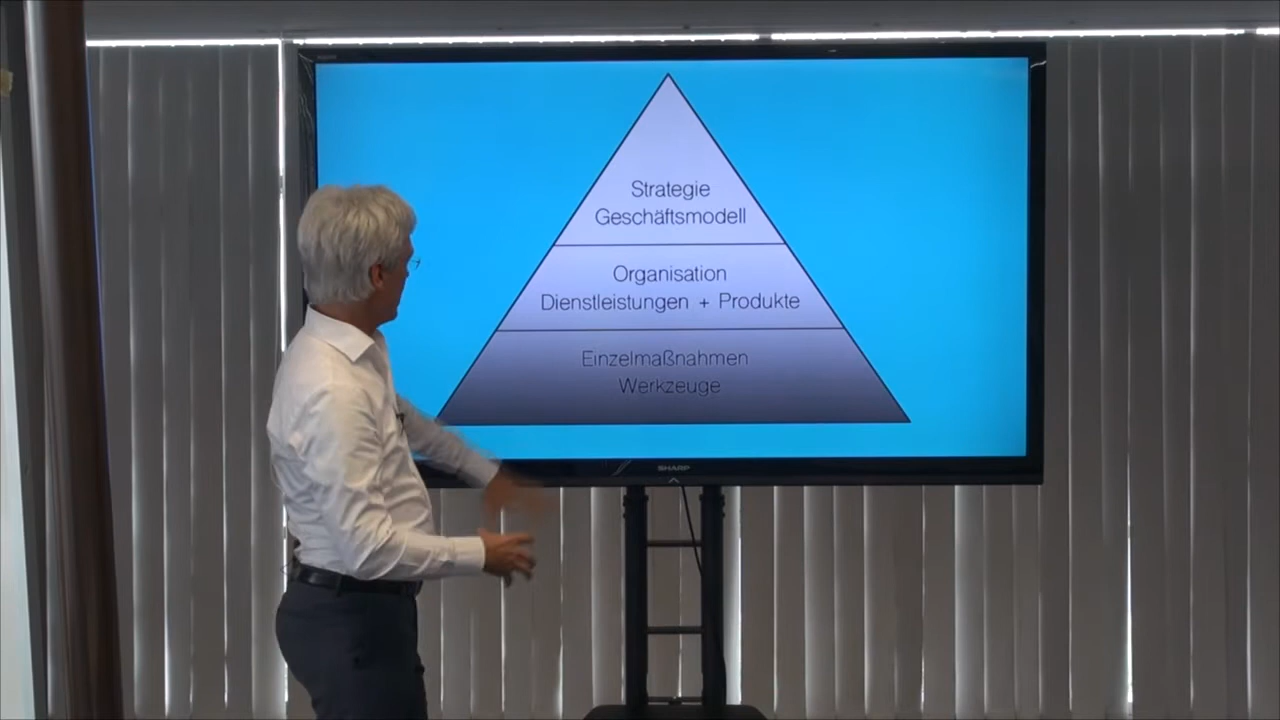 Strategie
Geschäftsmodell
Organisation
Dienstleistungen + Produkte
Einzelmaßnahmen
Werkzeuge
SHARP